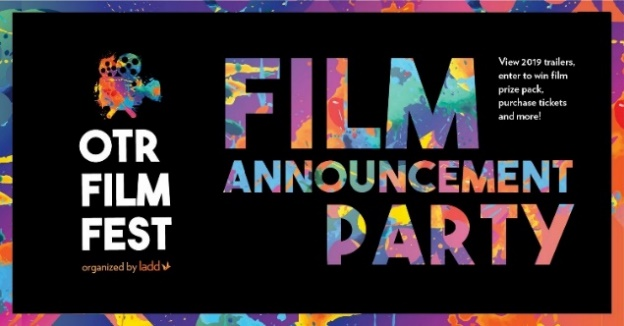 OTR
FILM
FEST
organized by ladd
FILM
ANNOUNCEMENT
PARTY
View 2019 trailers,
enter to win film
prize pack,
purchase tickets
and more!